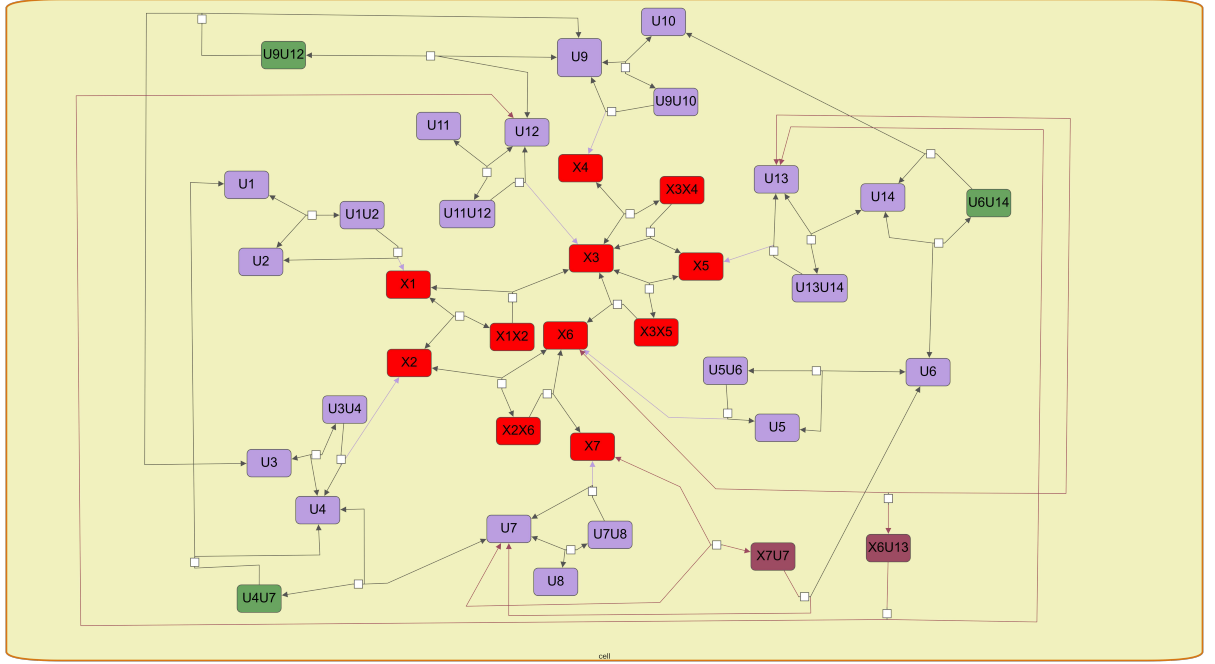 U10
U9U12
U9
U9U10
U11
U12
X4
U13
X3X4
U14
U6U14
U1
U1U2
U11U12
U2
X3
X5
X1
U13U14
X1X2
X6
X3X5
X2
U5U6
U6
U3U4
X2X6
U5
X7
U3
U4
U7
U7U8
X6U13
X7U7
U8
U4U7
cell